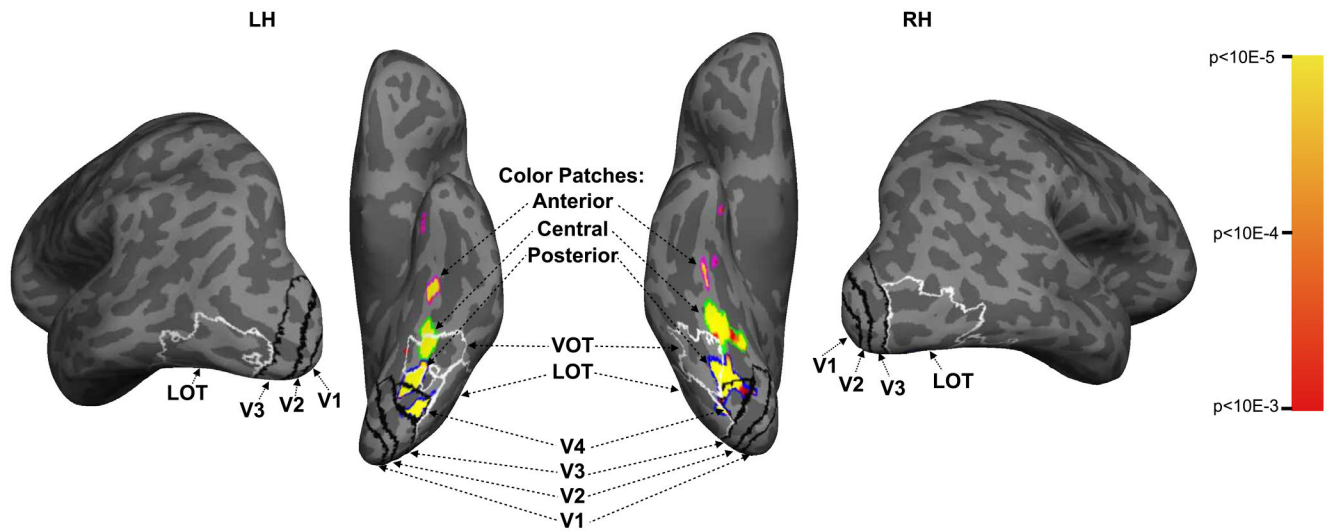 LH
RH
p<10E-5
p<10E-4
p<10E-3
Color Patches:
Anterior
Central
Posterior
VOT
LOT
V4
V3
V2
V1
LOT
V3
V2
V1
V1
V2
V3
LOT